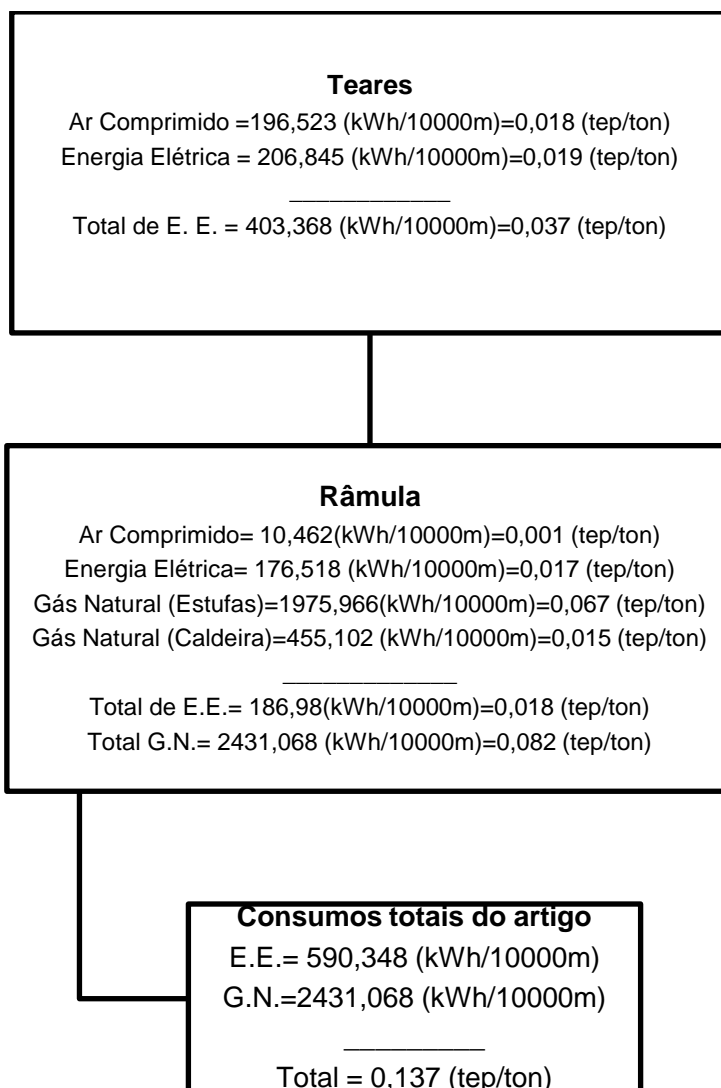 Teares
Ar Comprimido =196,523 (kWh/10000m)=0,018 (tep/ton)
Energia Elétrica = 206,845 (kWh/10000m)=0,019 (tep/ton)
____________
Total de E. E. = 403,368 (kWh/10000m)=0,037 (tep/ton)
Râmula
Ar Comprimido= 10,462(kWh/10000m)=0,001 (tep/ton)
Energia Elétrica= 176,518 (kWh/10000m)=0,017 (tep/ton)
Gás Natural (Estufas)=1975,966(kWh/10000m)=0,067 (tep/ton)
Gás Natural (Caldeira)=455,102 (kWh/10000m)=0,015 (tep/ton)
_____________
Total de E.E.= 186,98(kWh/10000m)=0,018 (tep/ton)
Total G.N.= 2431,068 (kWh/10000m)=0,082 (tep/ton)
Consumos totais do artigo
E.E.= 590,348 (kWh/10000m)
G.N.=2431,068 (kWh/10000m)
_________
Total = 0,137 (tep/ton)